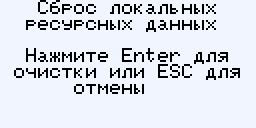 Сброс локальных
ресурсных данных
Нажмите Enter для
очистки или ESC для
отмены